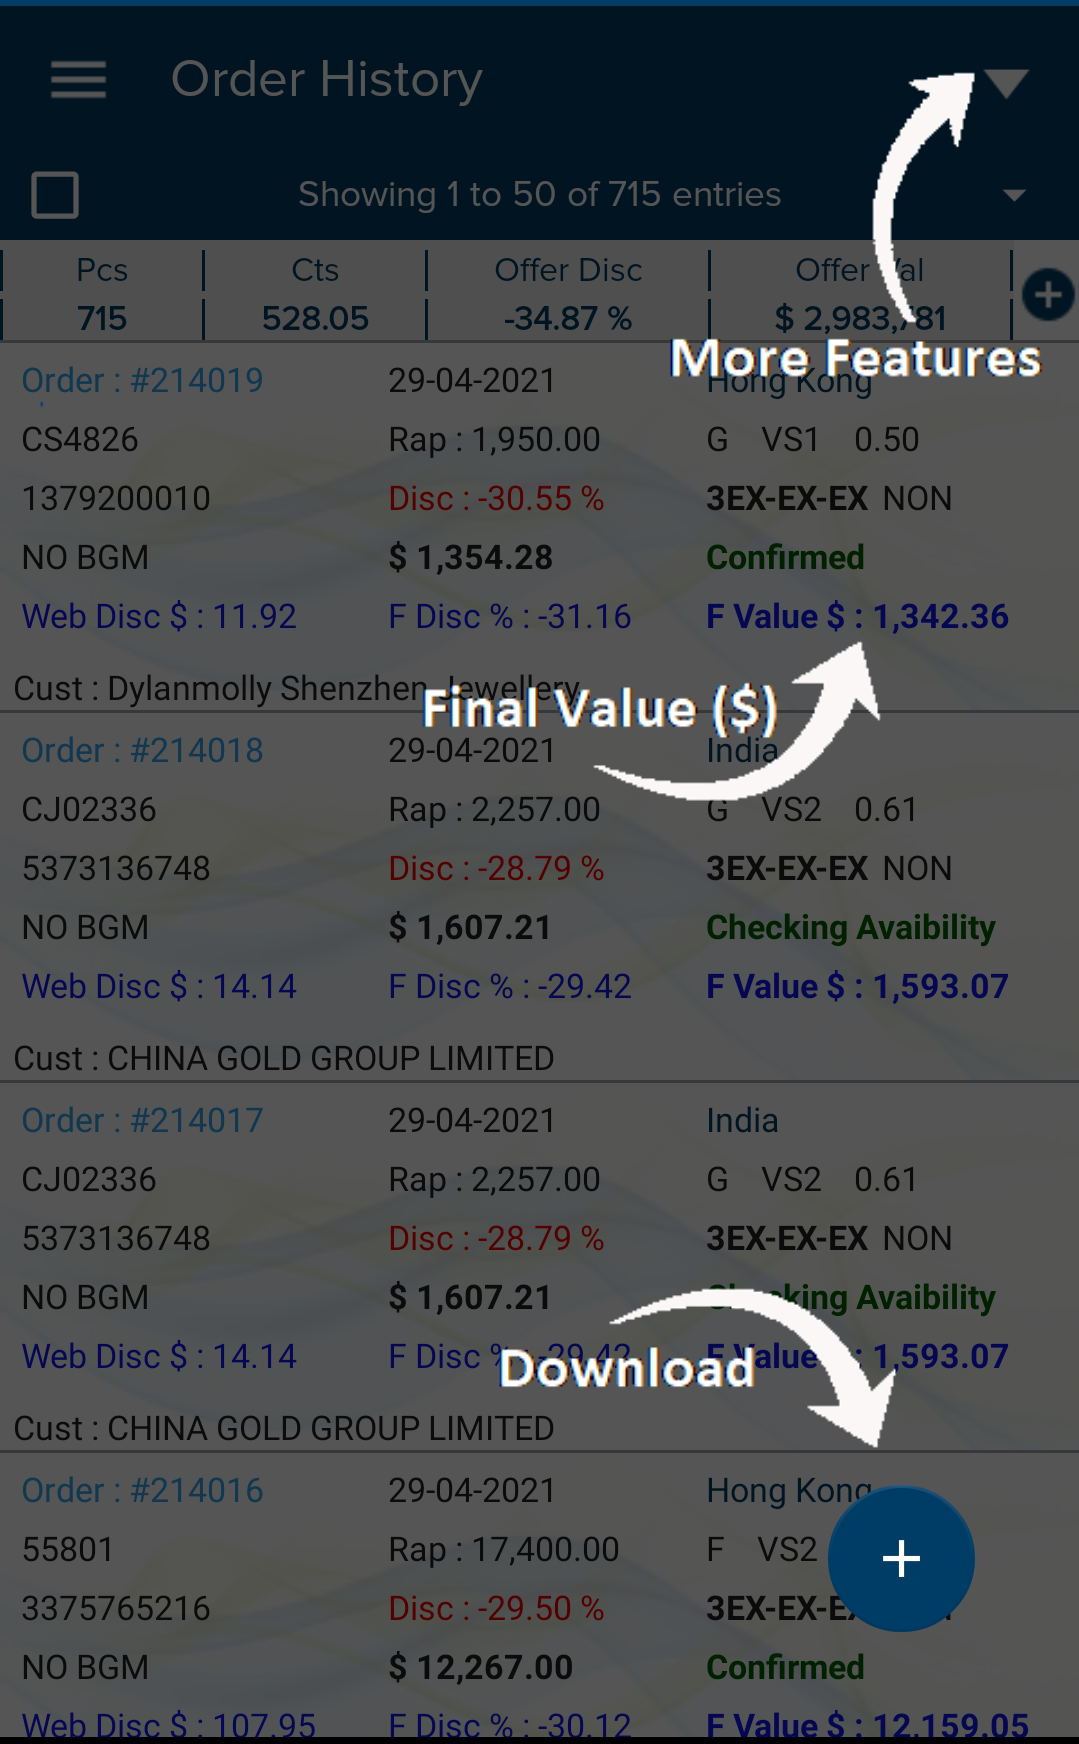 Order History
Showing 1 to 50 of 715 entries
Pcs Cts Offer Disc Offer Val
715 528.05 -34.87 % $ 2,983,781
More Features
Order : #214019 29-04-2021 Hong Kong
CS4826 Rap : 1,950.00 G VS1 0.50
1379200010 Disc : -30.55 % 3EX-EX-EX NON
NO BGM $ 1,354.28 Confirmed
Web Disc $ : 11.92 F Disc % : -31.16 F Value $ : 1,342.36
Cust : Dylanmolly Shenzhen Jewellery
Final Value ($)
Order : #214018 29-04-2021 India
CJ02336 Rap : 2,257.00 G VS2 0.61
5373136748 Disc : -28.79 % 3EX-EX-EX NON
NO BGM $ 1,607.21 Checking Avaibility
Web Disc $ : 14.14 F Disc % : -29.42 F Value $ : 1,593.07
Cust : CHINA GOLD GROUP LIMITED
Order : #214017 29-04-2021 India
CJ02336 Rap : 2,257.00 G VS2 0.61
5373136748 Disc : -28.79 % 3EX-EX-EX NON
NO BGM $ 1,607.21 Checking Avaibility
Web Disc $ : 14.14 F Disc % : -29.42 F Value $ : 1,593.07
Download
Cust : CHINA GOLD GROUP LIMITED
Order : #214016 29-04-2021 Hong Kong
55801 Rap : 17,400.00 F VS2
3375765216 Disc : -29.50 % 3EX-EX-EX
NO BGM $ 12,267.00 Confirmed
Web Disc $ : 107.95 F Disc % : -30.12 F Value $ : 12,159.05